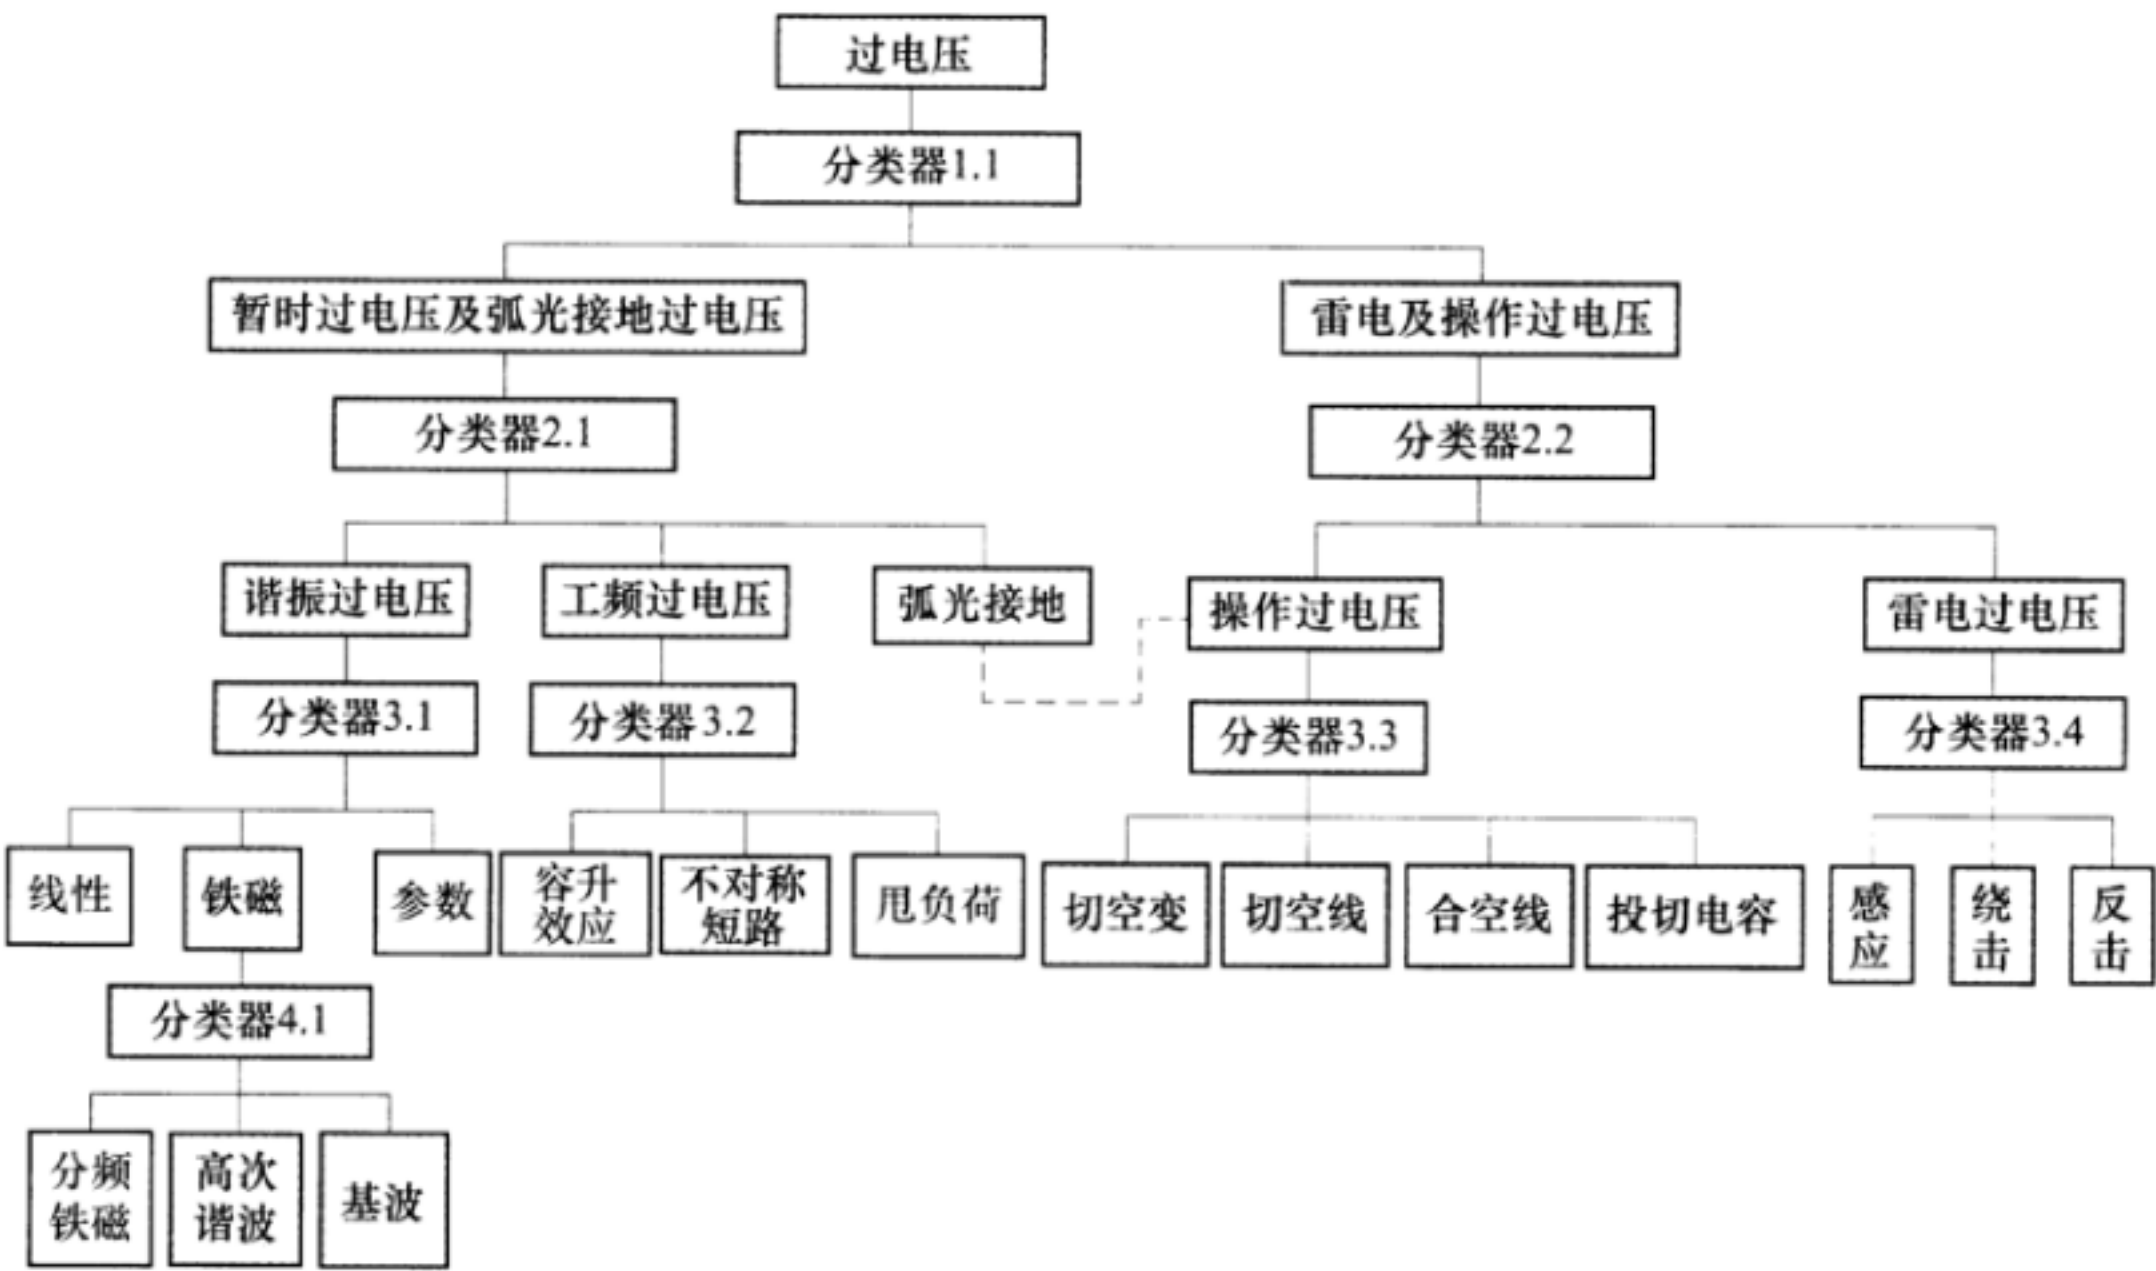 过电压
分类器1.1
暂时过电压及弧光接地过电压
雷电及操作过电压
分类器2.1
分类器2.2
谐振过电压
工频过电压
弧光接地
操作过电压
雷电过电压
分类器3.1
分类器3.2
分类器3.3
分类器3.4
线性
铁磁
参数
容升
效应
不对称
短路
甩负荷
切空变
切空线
合空线
投切电容
感
应
绕
击
反
击
分类器4.1
分频
铁磁
高次
谐波
基波